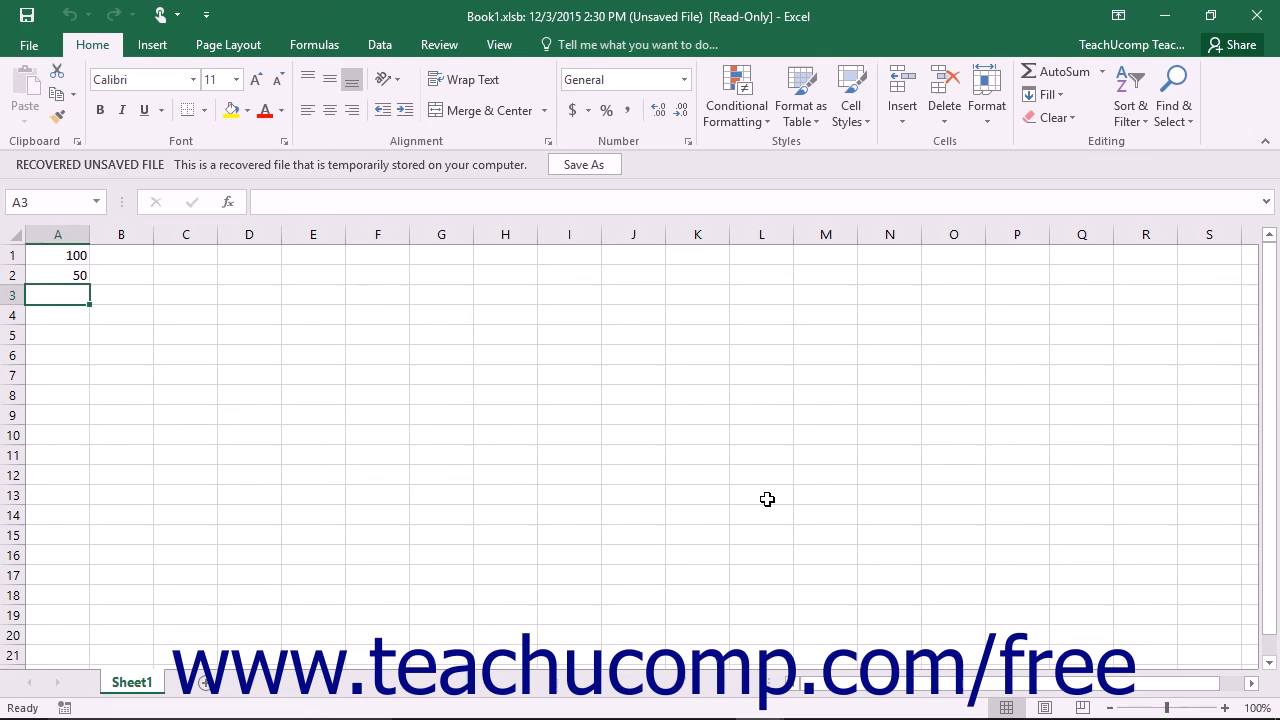 Book1.xlsb: 12/3/2015 2:30 PM (Unsaved File) [Read-Only] - Excel
File Home Insert Page Layout Formulas Data Review View Tell me what you want to do... TeachUcomp Teac... Share
Paste
Calibri 11
B I U A A A
Wrap Text
Merge & Center
General
$ % ,
Conditional Formatting
Format as Table
Cell Styles
Insert
Delete
Format
AutoSum
Fill
Clear
Sort & Filter
Find & Select
Clipboard Font Alignment Number Styles Cells Editing
RECOVERED UNSAVED FILE This is a recovered file that is temporarily stored on your computer. Save As
A3 fx
A B C D E F G H I J K L M N O P Q R S
1 100
2 50
3
4
5
6
7
8
9
10
11
12
13
14
15
16
17
18
19
20
21
www.teachucomp.com/free
Sheet1
Ready 100%